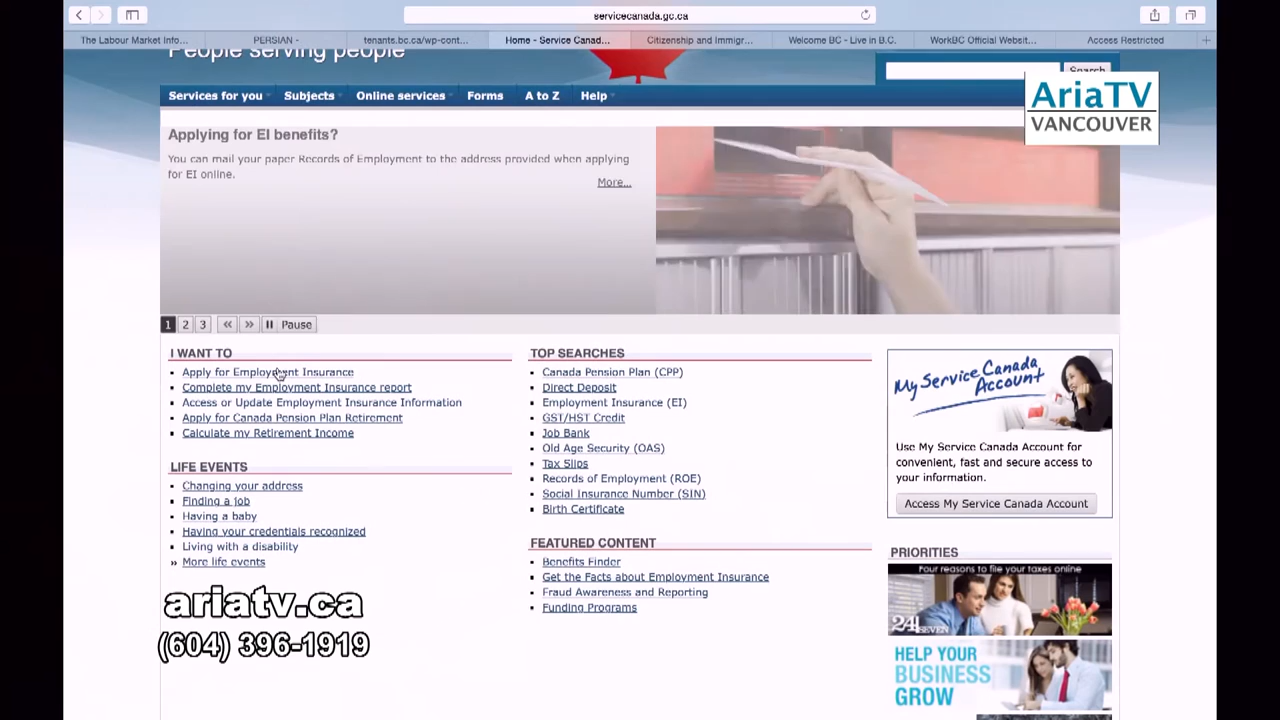 servicecanada.gc.ca
The Labour Market Info...
PERSIAN -
tenants.bc.ca/wp-cont...
Home - Service Canad...
Citizenship and Immigr...
Welcome BC - Live in B.C.
WorkBC Official Websit...
Access Restricted
People serving people
Search
Services for you
Subjects
Online services
Forms
A to Z
Help
AriaTV
VANCOUVER
Applying for EI benefits?
You can mail your paper Records of Employment to the address provided when applying
for EI online.
More...
1 2 3 Pause
I WANT TO
Apply for Employment Insurance
Complete my Employment Insurance report
Access or Update Employment Insurance Information
Apply for Canada Pension Plan Retirement
Calculate my Retirement Income
LIFE EVENTS
Changing your address
Finding a job
Having a baby
Having your credentials recognized
Living with a disability
More life events
TOP SEARCHES
Canada Pension Plan (CPP)
Direct Deposit
Employment Insurance (EI)
GST/HST Credit
Job Bank
Old Age Security (OAS)
Tax Slips
Records of Employment (ROE)
Social Insurance Number (SIN)
Birth Certificate
FEATURED CONTENT
Benefits Finder
Get the Facts about Employment Insurance
Fraud Awareness and Reporting
Funding Programs
My Service Canada
Account
Use My Service Canada Account for
convenient, fast and secure access to
your information.
Access My Service Canada Account
PRIORITIES
Four reasons to file your taxes online
24 SEVEN
HELP YOUR
BUSINESS
GROW
ariatv.ca
(604) 396-1919